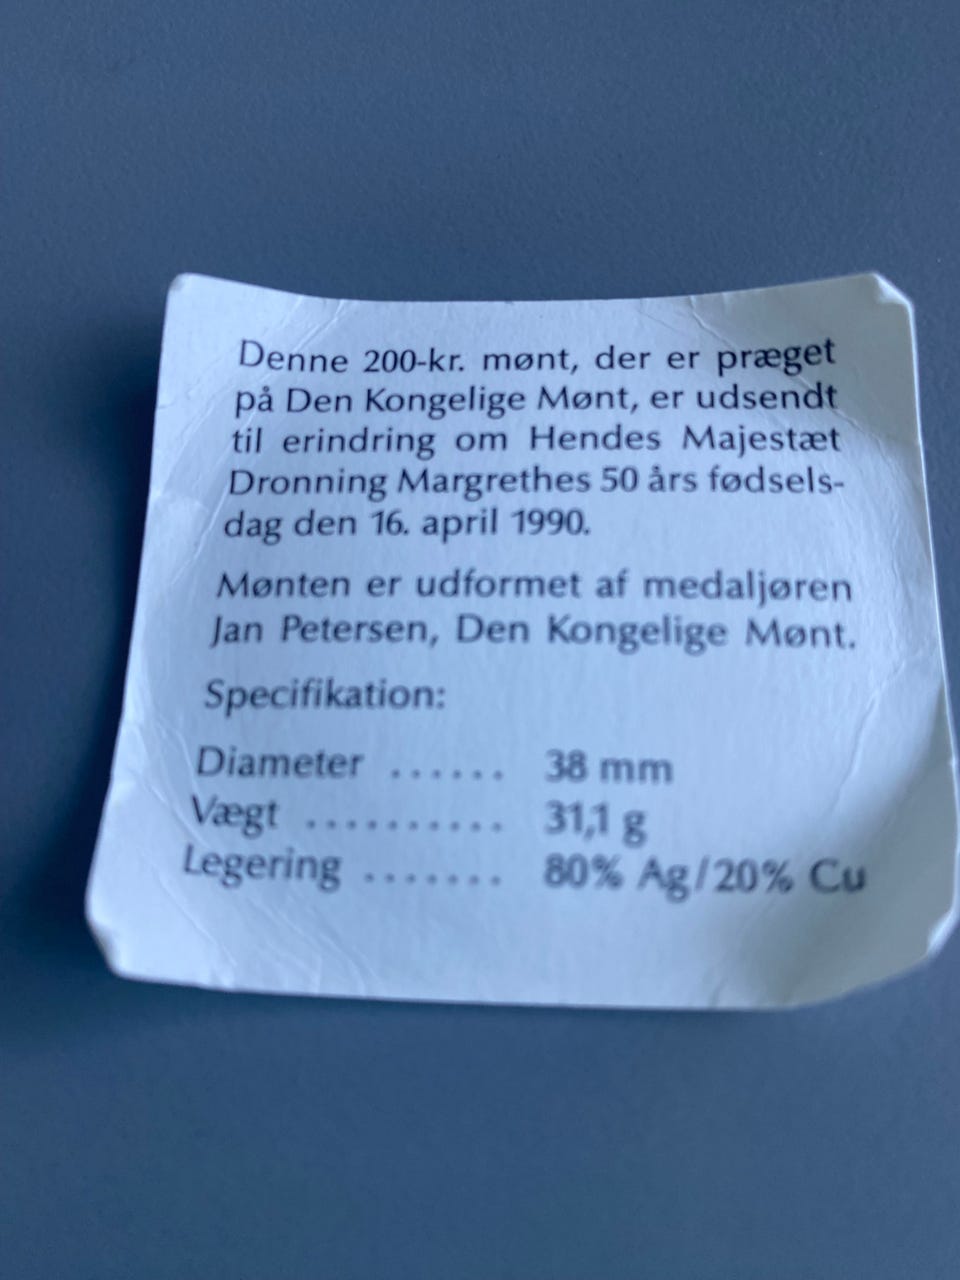 Denne 200-kr. mønt, der er præget
på Den Kongelige Mønt, er udsendt
til erindring om Hendes Majestæt
Dronning Margrethes 50 års fødsels-
dag den 16. april 1990.
Mønten er udformet af medaljøren
Jan Petersen, Den Kongelige Mønt.
Specifikation:
Diameter ...... 38 mm
Vægt .......... 31,1 g
Legering ....... 80% Ag/20% Cu